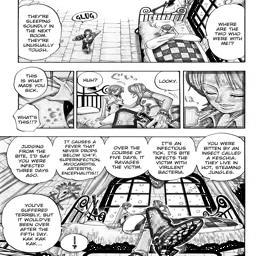 WHERE
ARE THE
TWO WHO
WERE WITH
ME!?
GLUG
THEY'RE
SLEEPING
SOUNDLY IN
THE NEXT
ROOM.
THEY'RE
UNUSUALLY
TOUGH.
LOOKY.
HUH?
THIS IS
WHAT MADE
YOU SICK.
WHAT'S
THIS!?
YOU WERE
BITTEN BY AN
INSECT CALLED
A KESCHIA.
THEY LIVE IN
HOT, STEAMING
JUNGLES.
IT'S AN
INFECTIOUS
TICK. ITS
BITE INFECTS
THE VICTIM
WITH
VIRULENT
BACTERIA.
OVER THE
COURSE OF
FIVE DAYS, IT
RAVAGES
THE VICTIM.
IT CAUSES A
FEVER THAT
NEVER DROPS
BELOW 104°F,
SUPERINFECTION,
MYOCARDITIS,
ARTERITIS,
ENCEPHALITIS!!
JUDGING
FROM THE
BITE, I'D SAY
YOU WERE
INFECTED
THREE DAYS
AGO.
YOU'VE
SUFFERED
TERRIBLY, BUT
IT WOULD'VE
BEEN OVER
AFTER THE
FIFTH DAY.
KAK KAK
KAK...